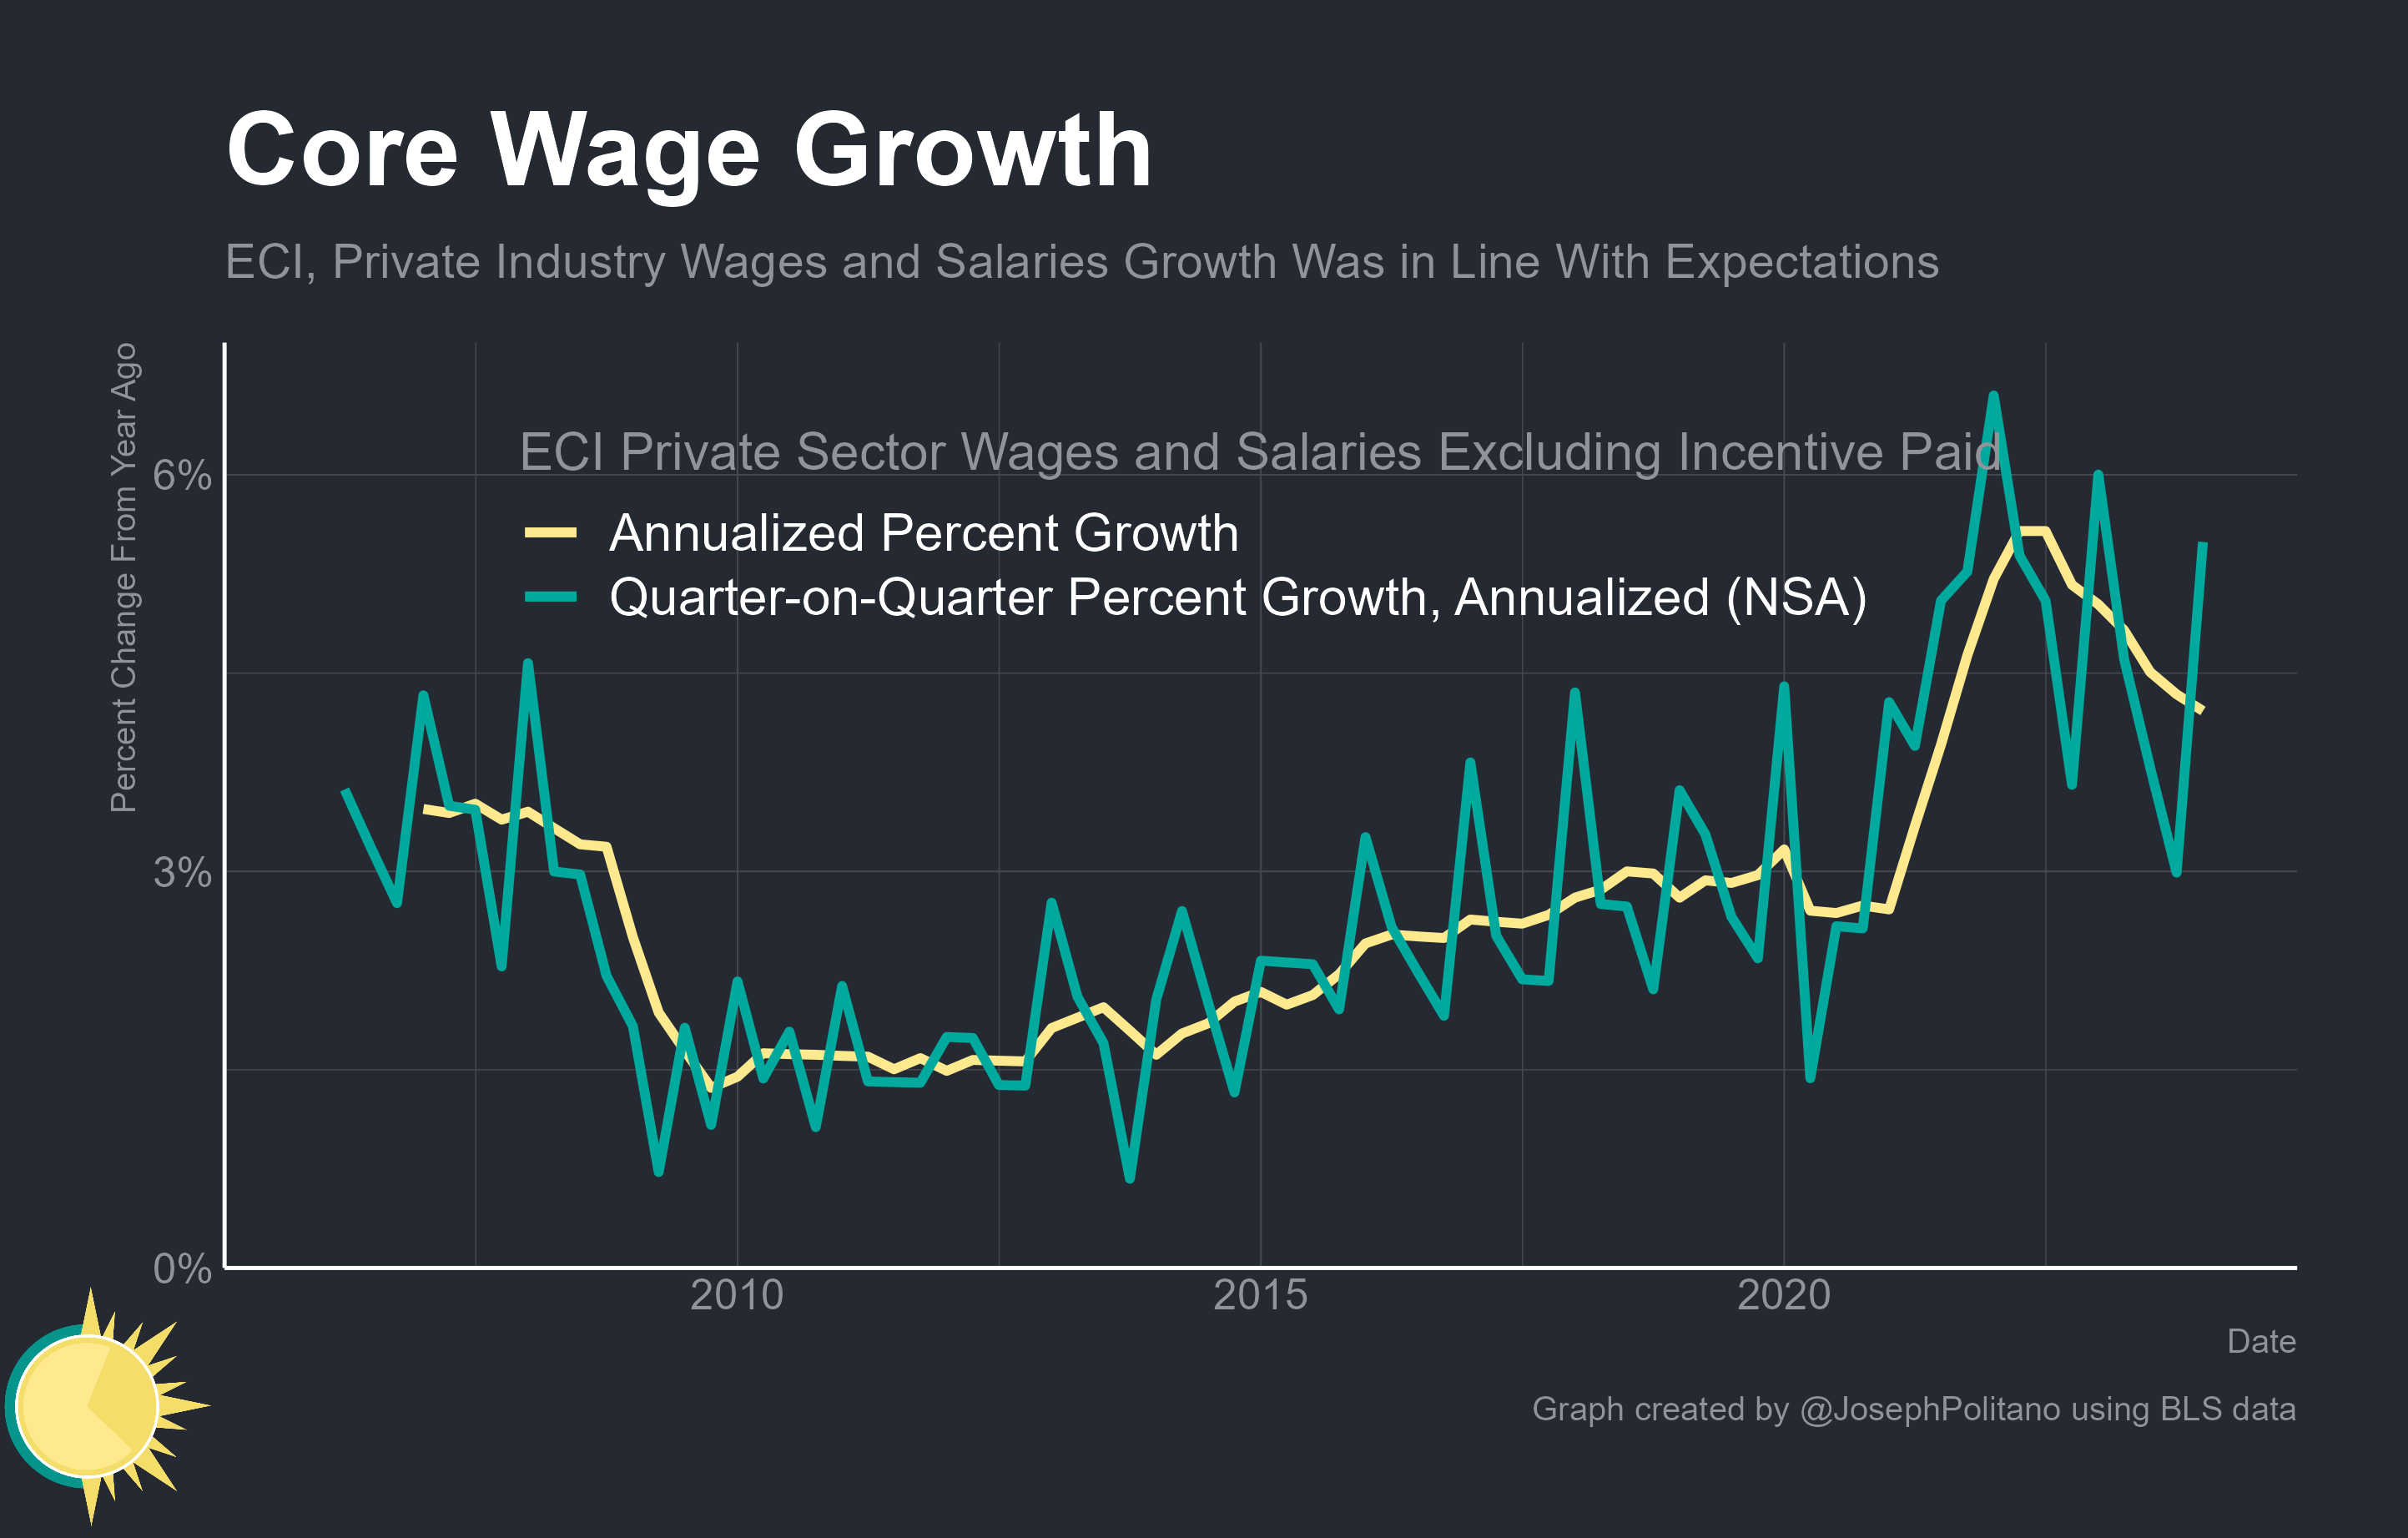 Core Wage Growth
ECI, Private Industry Wages and Salaries Growth Was in Line With Expectations
Percent Change From Year Ago
ECI Private Sector Wages and Salaries Excluding Incentive Paid
Annualized Percent Growth
Quarter-on-Quarter Percent Growth, Annualized (NSA)
6%
3%
0%
2010
2015
2020
Date
Graph created by @JosephPolitano using BLS data